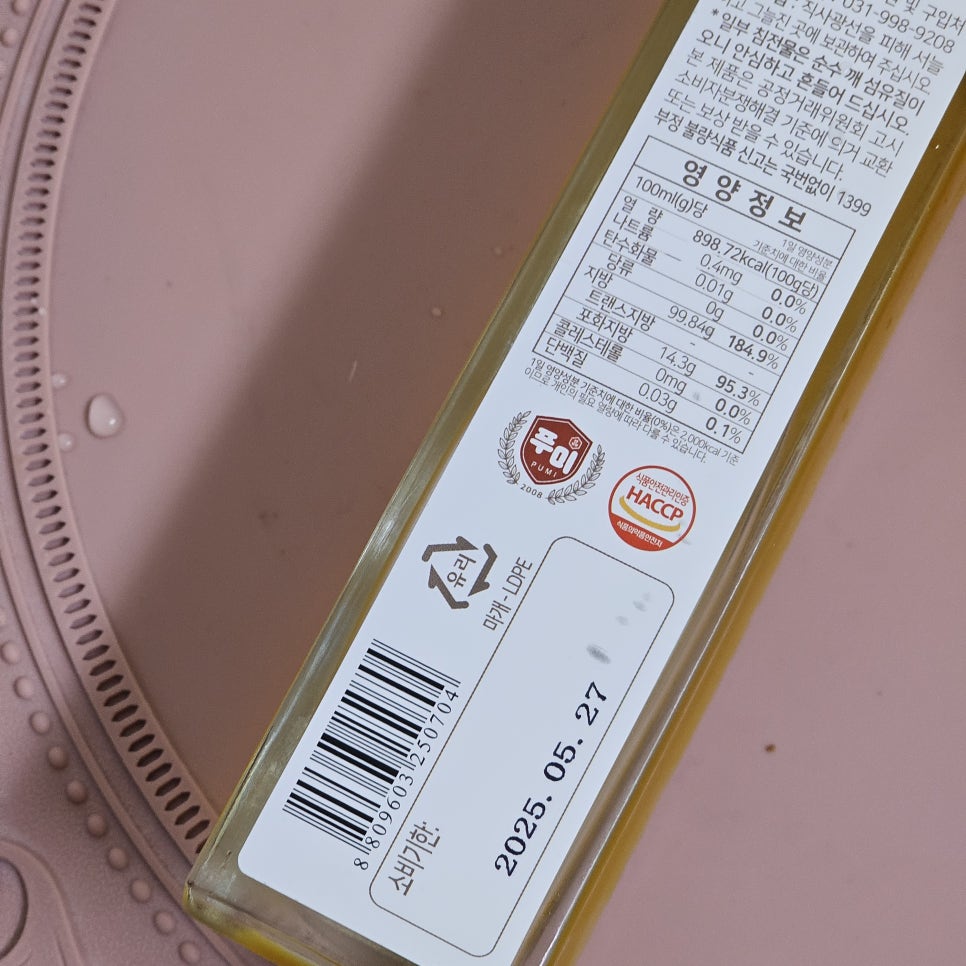 및 구입처
031-998-9208
: 직사광선을 피해 서늘
하고 그늘진 곳에 보관하여 주십시오.
*일부 침전물은 순수 깨 섬유질이
오니 안심하고 흔들어 드십시오.
본 제품은 공정거래위원회 고시
소비자분쟁해결 기준에 의거 교환
또는 보상 받을 수 있습니다.
부정 불량식품 신고는 국번없이 1399
영양정보
100ml(g)당
1일 영양성분
기준치에 대한 비율
열 량 898.72kcal(100g당)
나트륨 0.4mg 0.0%
탄수화물 0.01g 0.0%
당류 0g 0.0%
지방 99.84g 184.9%
트랜스지방 - -
포화지방 14.3g 95.3%
콜레스테롤 0mg 0.0%
단백질 0.03g 0.1%
1일 영양성분 기준치에 대한 비율(0%)은 2,000kcal 기준
이므로 개인의 필요 열량에 따라 다를 수 있습니다.
푸미
PUMI
2008
식품안전관리인증
HACCP
식품의약품안전처
유리
마개 - LDPE
8 809603 250704
소비기한:
2025. 05. 27